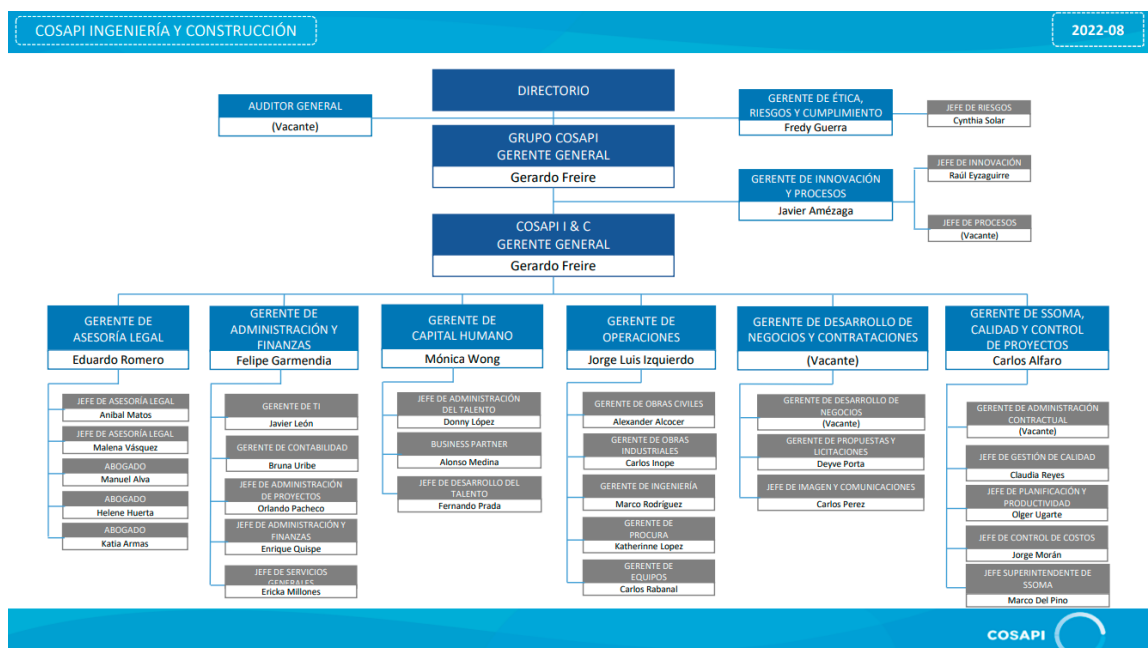 COSAPI INGENIERÍA Y CONSTRUCCIÓN
2022-08
DIRECTORIO
AUDITOR GENERAL
(Vacante)
GERENTE DE ÉTICA,
RIESGOS Y CUMPLIMIENTO
Fredy Guerra
JEFE DE RIESGOS
Cynthia Solar
GRUPO COSAPI
GERENTE GENERAL
Gerardo Freire
GERENTE DE INNOVACIÓN
Y PROCESOS
Javier Amézaga
JEFE DE INNOVACIÓN
Raúl Eyzaguirre
JEFE DE PROCESOS
(Vacante)
COSAPI I & C
GERENTE GENERAL
Gerardo Freire
GERENTE DE
ASESORÍA LEGAL
Eduardo Romero
JEFE DE ASESORÍA LEGAL
Aníbal Matos
JEFE DE ASESORÍA LEGAL
Malena Vásquez
ABOGADO
Manuel Alva
ABOGADO
Helene Huerta
ABOGADO
Katia Armas
GERENTE DE
ADMINISTRACIÓN Y
FINANZAS
Felipe Garmendia
GERENTE DE TI
Javier León
GERENTE DE CONTABILIDAD
Bruna Uribe
JEFE DE ADMINISTRACIÓN
DE PROYECTOS
Orlando Pacheco
JEFE DE ADMINISTRACIÓN Y
FINANZAS
Enrique Quispe
JEFE DE SERVICIOS
GENERALES
Ericka Millones
GERENTE DE
CAPITAL HUMANO
Mónica Wong
JEFE DE ADMINISTRACIÓN
DEL TALENTO
Donny López
BUSINESS PARTNER
Alonso Medina
JEFE DE DESARROLLO DEL
TALENTO
Fernando Prada
GERENTE DE
OPERACIONES
Jorge Luis Izquierdo
GERENTE DE OBRAS CIVILES
Alexander Alcocer
GERENTE DE OBRAS
INDUSTRIALES
Carlos Inope
GERENTE DE INGENIERÍA
Marco Rodríguez
GERENTE DE
PROCURA
Katherinne Lopez
GERENTE DE
EQUIPOS
Carlos Rabanal
GERENTE DE DESARROLLO DE
NEGOCIOS Y CONTRATACIONES
(Vacante)
GERENTE DE DESARROLLO DE
NEGOCIOS
(Vacante)
GERENTE DE PROPUESTAS Y
LICITACIONES
Deyve Porta
JEFE DE IMAGEN Y COMUNICACIONES
Carlos Perez
GERENTE DE SSOMA,
CALIDAD Y CONTROL
DE PROYECTOS
Carlos Alfaro
GERENTE DE ADMINISTRACIÓN
CONTRACTUAL
(Vacante)
JEFE DE GESTIÓN DE CALIDAD
Claudia Reyes
JEFE DE PLANIFICACIÓN Y
PRODUCTIVIDAD
Olger Ugarte
JEFE DE CONTROL DE COSTOS
Jorge Morán
JEFE SUPERINTENDENTE DE
SSOMA
Marco Del Pino
COSAPI